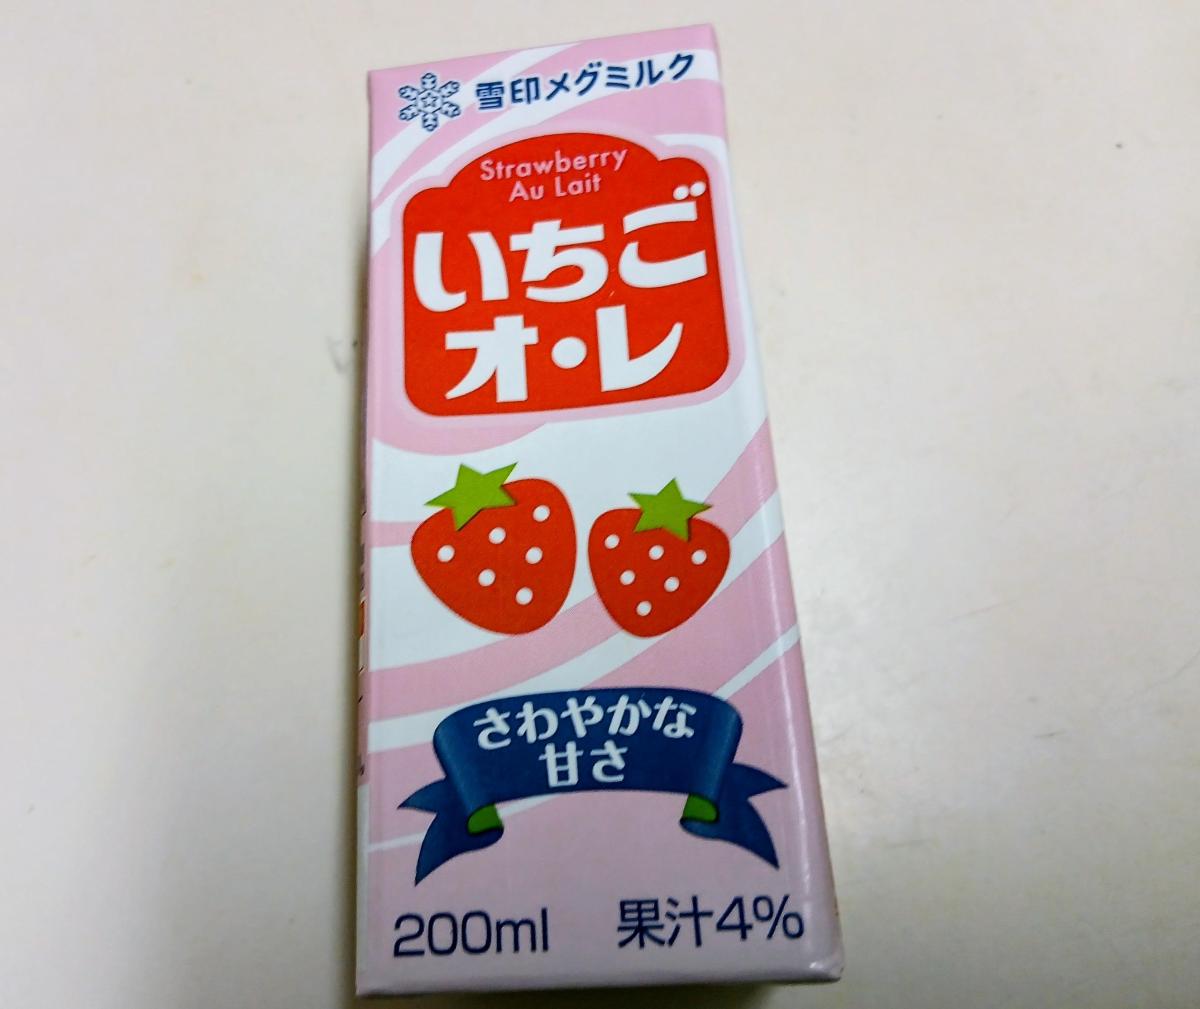 雪印メグミルク
Strawberry
Au Lait
いちご
オ・レ
さわやかな
甘さ
200ml 果汁4%